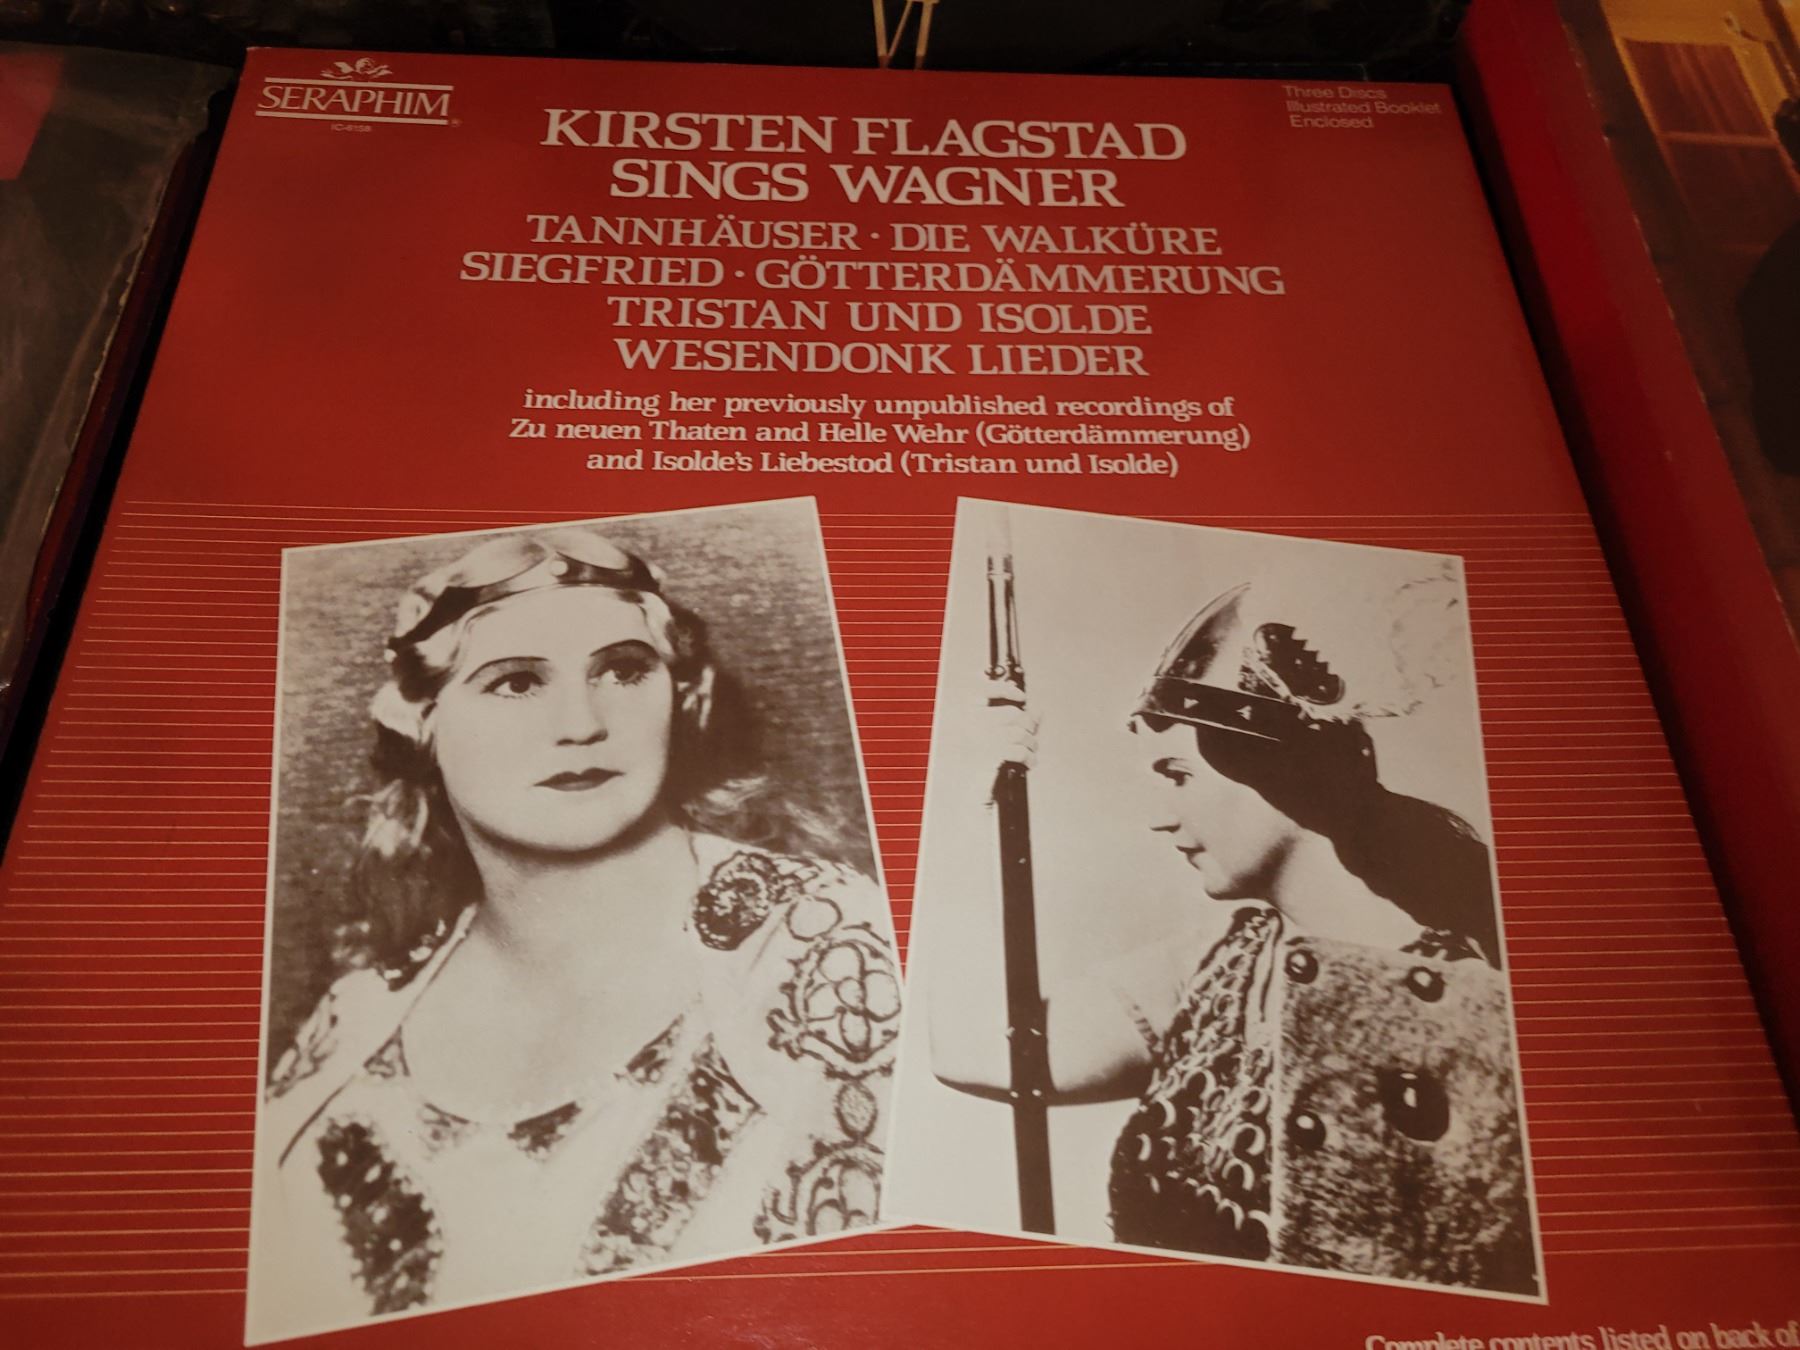 SERAPHIM
IC-6158
Three Discs
Illustrated Booklet
Enclosed
KIRSTEN FLAGSTAD
SINGS WAGNER
TANNHÄUSER · DIE WALKÜRE
SIEGFRIED · GÖTTERDÄMMERUNG
TRISTAN UND ISOLDE
WESENDONK LIEDER
including her previously unpublished recordings of
Zu neuen Thaten and Helle Wehr (Götterdämmerung)
and Isolde's Liebestod (Tristan und Isolde)
Complete contents listed on back of